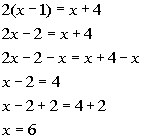 2(x−1) = x+4
2x−2 = x+4
2x−2−x = x+4−x
x−2 = 4
x−2+2 = 4+2
x = 6